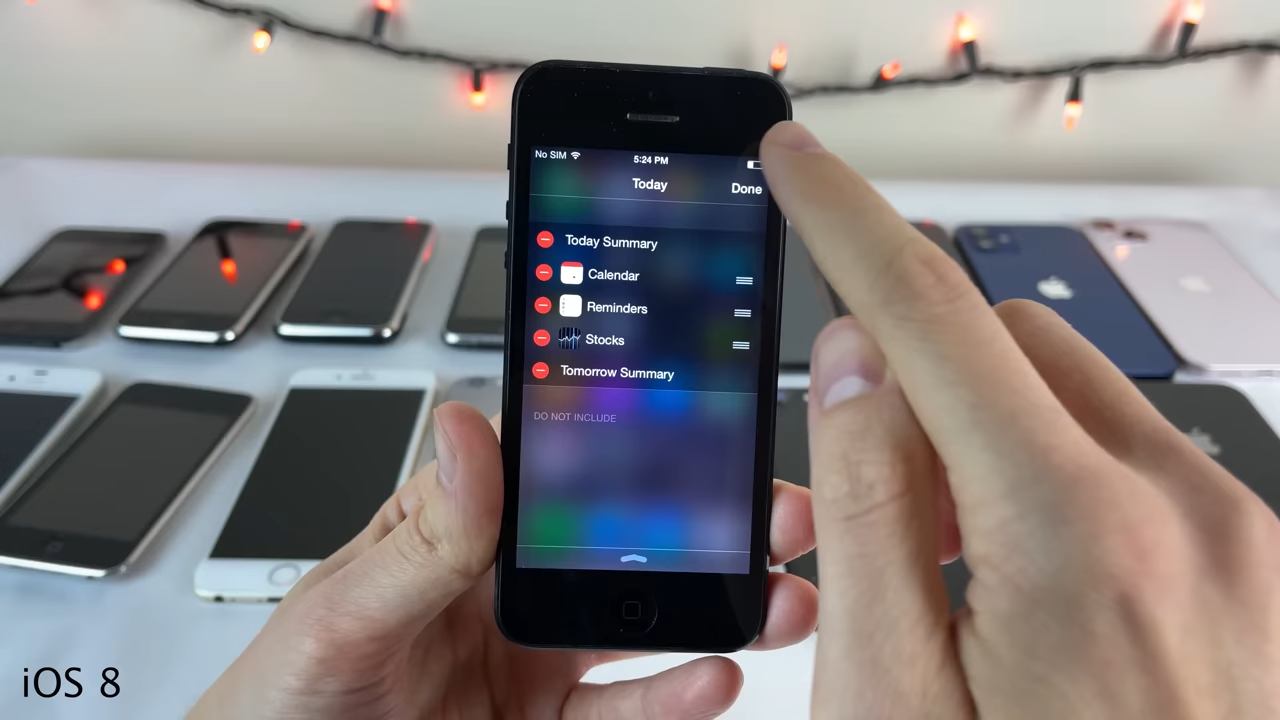 No SIM 5:24 PM
Today Done
Today Summary
Calendar
Reminders
Stocks
Tomorrow Summary
DO NOT INCLUDE
iOS 8